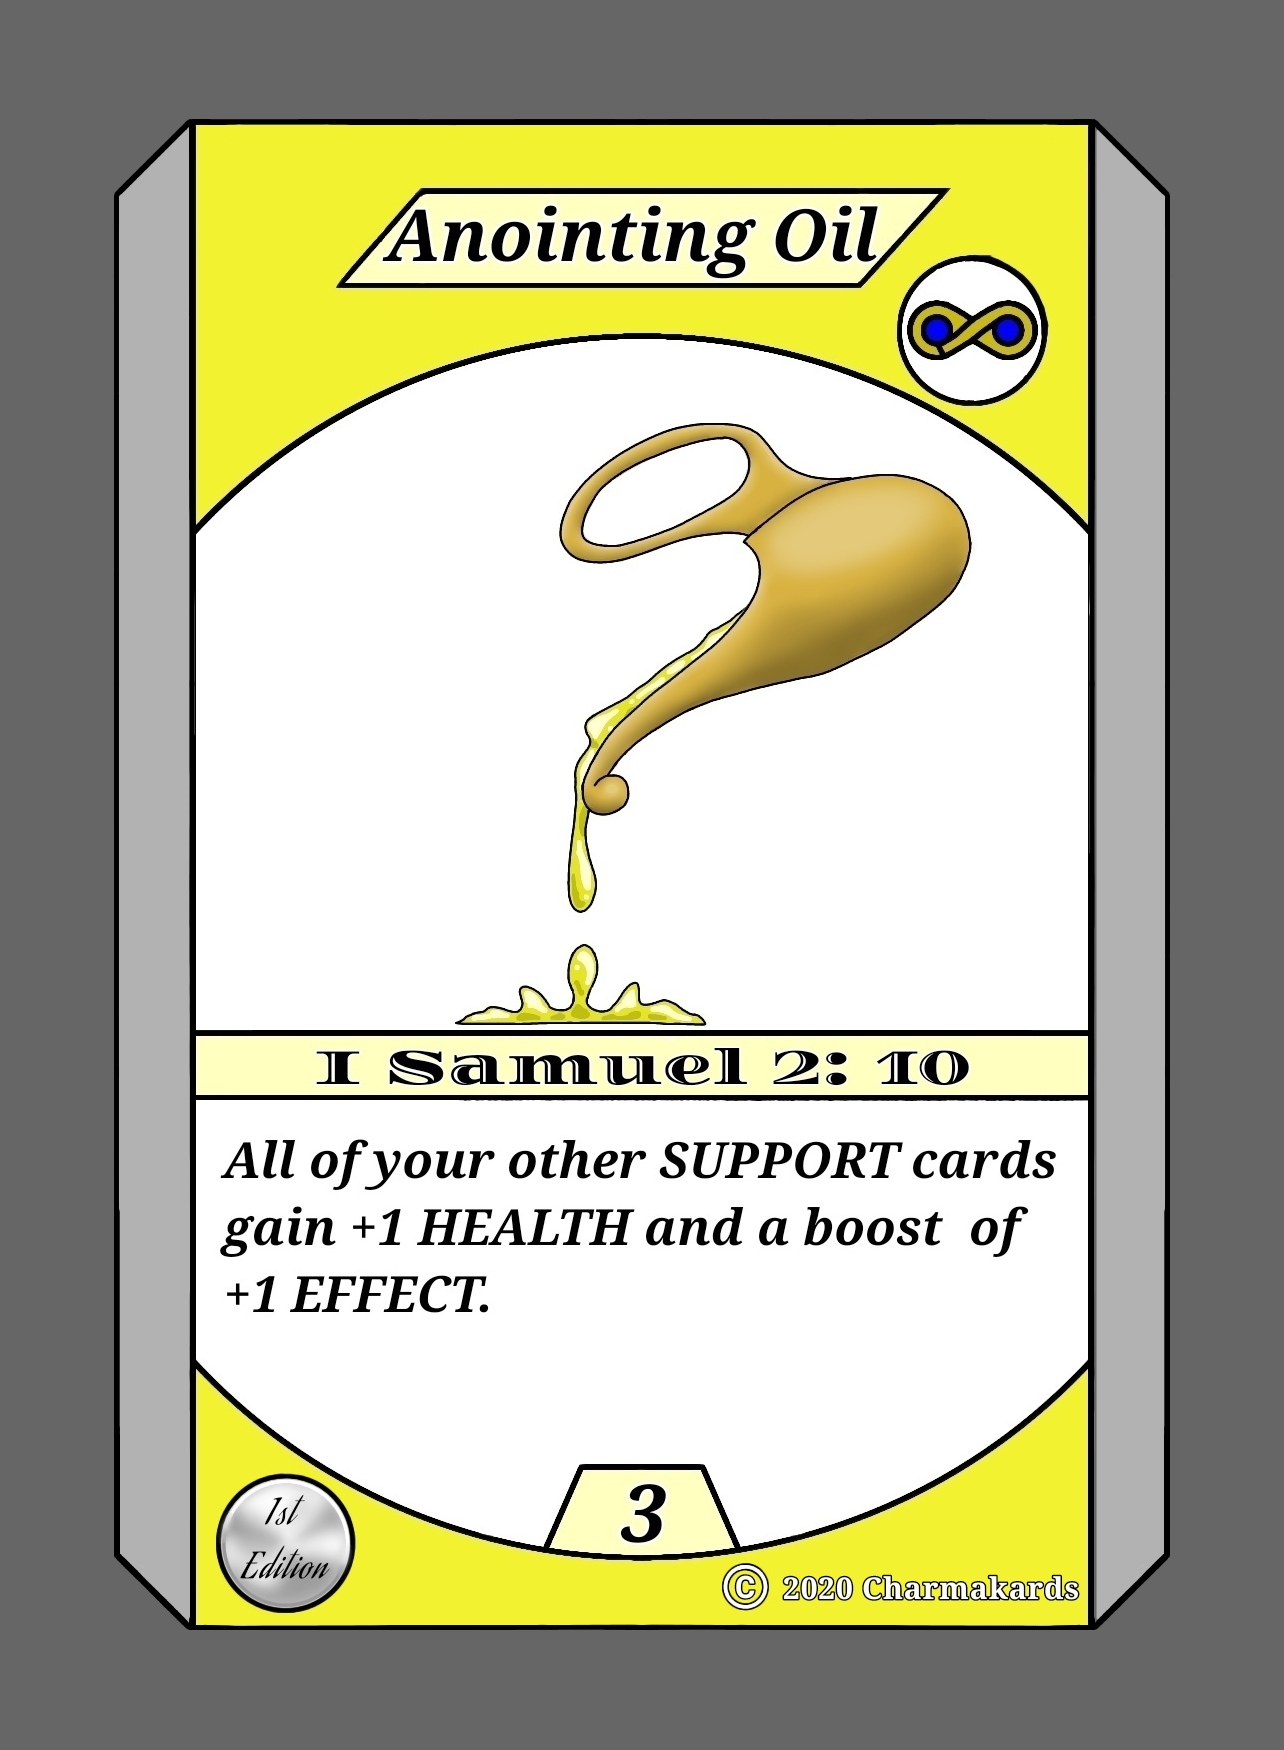 Anointing Oil
I Samuel 2: 10
All of your other SUPPORT cards
gain +1 HEALTH and a boost of
+1 EFFECT.
3
1st
Edition
© 2020 Charmakards